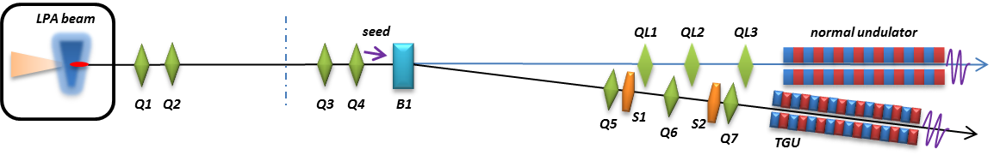 LPA beam
Q1
Q2
Q3
Q4
seed
B1
QL1
QL2
QL3
normal undulator
Q5
S1
Q6
S2
Q7
TGU